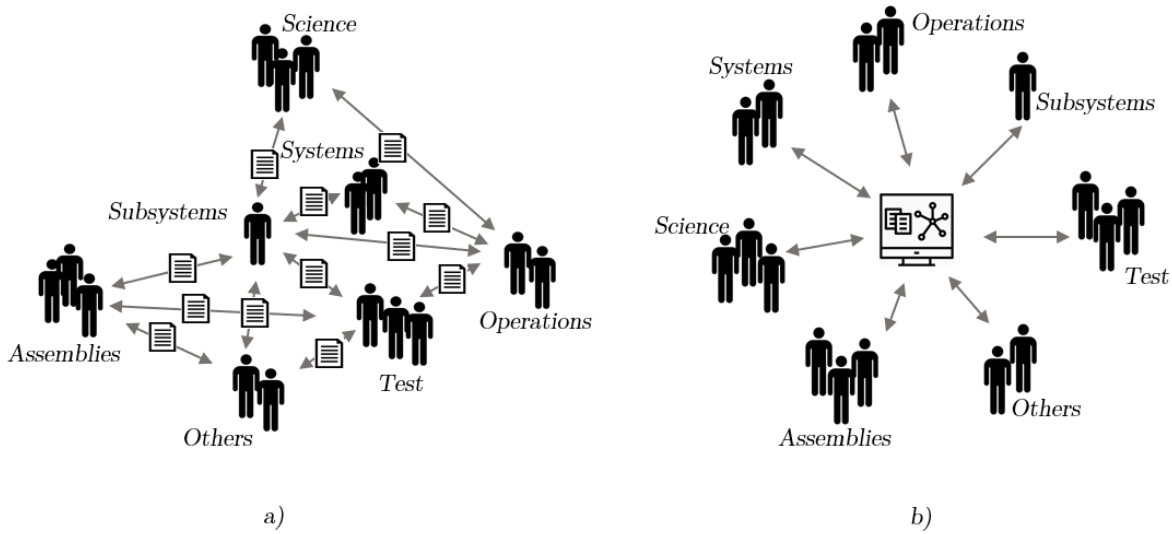 Science
Systems
Subsystems
Assemblies
Operations
Test
Others
a)
Operations
Systems
Subsystems
Science
Test
Others
Assemblies
b)